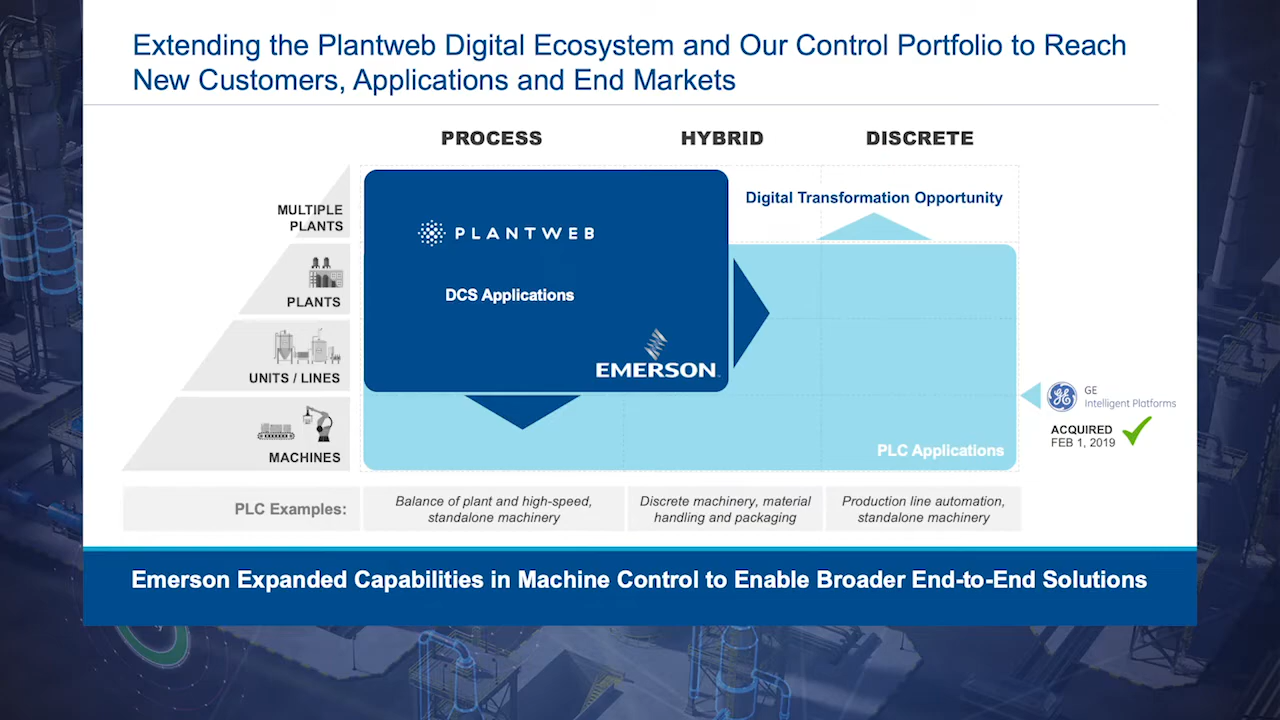 Extending the Plantweb Digital Ecosystem and Our Control Portfolio to Reach
New Customers, Applications and End Markets
PROCESS
HYBRID
DISCRETE
MULTIPLE
PLANTS
PLANTWEB
Digital Transformation Opportunity
DCS Applications
PLANTS
EMERSON
UNITS / LINES
GE
Intelligent Platforms
ACQUIRED
FEB 1, 2019
MACHINES
PLC Applications
PLC Examples:
Balance of plant and high-speed,
standalone machinery
Discrete machinery, material
handling and packaging
Production line automation,
standalone machinery
Emerson Expanded Capabilities in Machine Control to Enable Broader End-to-End Solutions